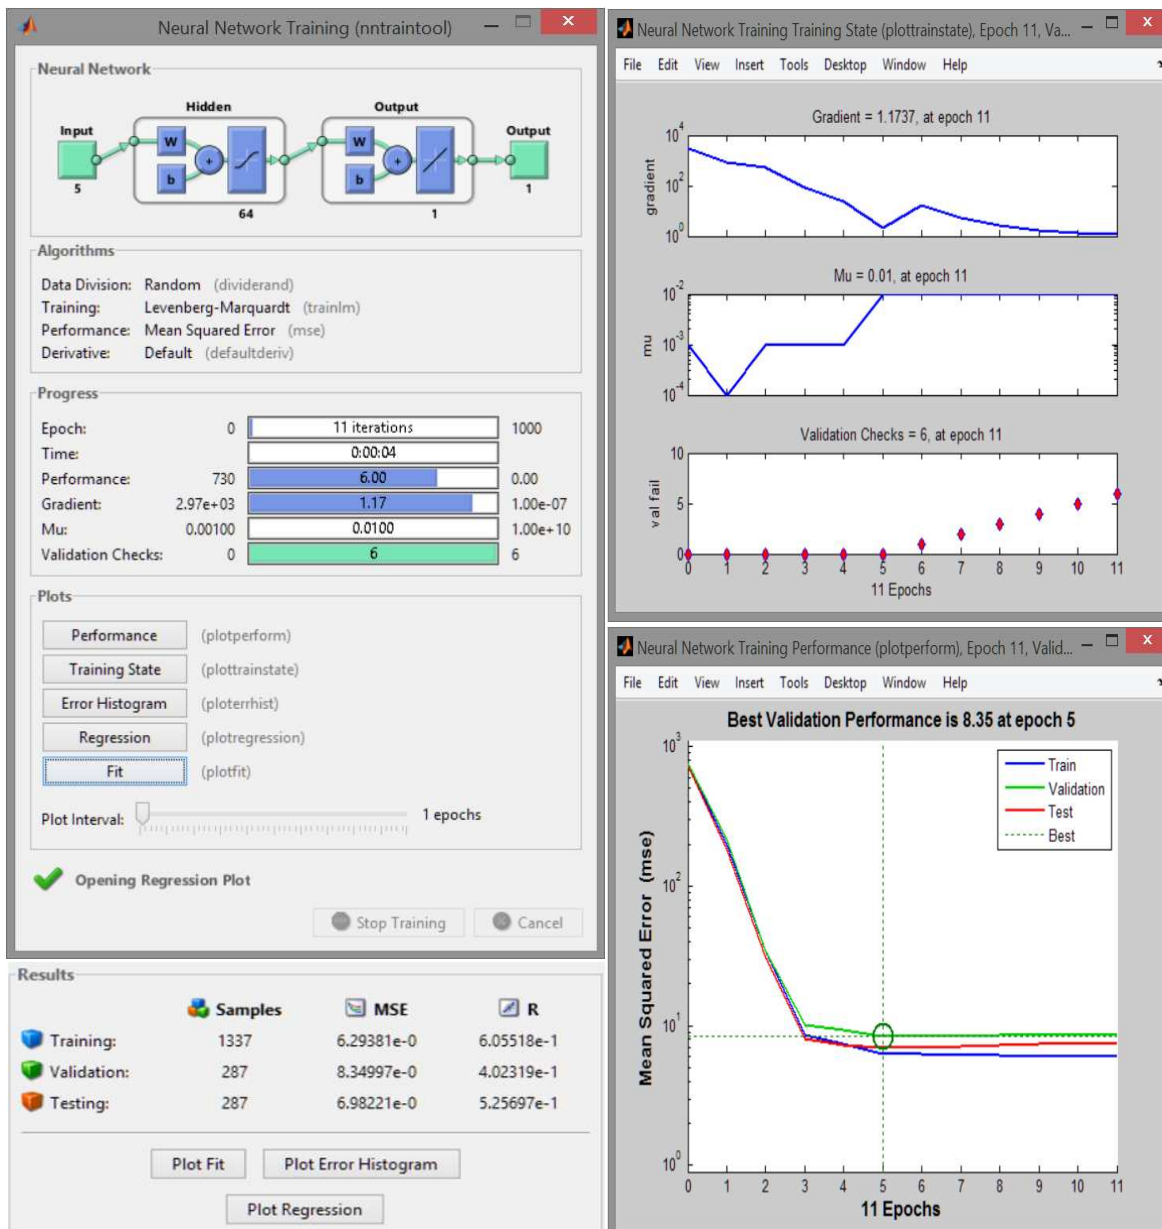 Neural Network Training (nntraintool)
Neural Network
Hidden
Output
Input
Output
W
b
+
W
b
+
5
64
1
1
Algorithms
Data Division: Random (dividerand)
Training: Levenberg-Marquardt (trainlm)
Performance: Mean Squared Error (mse)
Derivative: Default (defaultderiv)
Progress
Epoch: 0 11 iterations 1000
Time: 0:00:04
Performance: 730 6.00 0.00
Gradient: 2.97e+03 1.17 1.00e-07
Mu: 0.00100 0.0100 1.00e+10
Validation Checks: 0 6 6
Plots
Performance (plotperform)
Training State (plottrainstate)
Error Histogram (ploterrhist)
Regression (plotregression)
Fit (plotfit)
Plot Interval: 1 epochs
Opening Regression Plot
Stop Training Cancel
Results
Samples MSE R
Training: 1337 6.29381e-0 6.05518e-1
Validation: 287 8.34997e-0 4.02319e-1
Testing: 287 6.98221e-0 5.25697e-1
Plot Fit Plot Error Histogram
Plot Regression
Neural Network Training Training State (plottrainstate), Epoch 11, Va...
File Edit View Insert Tools Desktop Window Help
Gradient = 1.1737, at epoch 11
10^4
10^2
10^0
gradient
Mu = 0.01, at epoch 11
10^-2
10^-3
10^-4
mu
Validation Checks = 6, at epoch 11
10
5
0
val fail
0 1 2 3 4 5 6 7 8 9 10 11
11 Epochs
Neural Network Training Performance (plotperform), Epoch 11, Valid...
File Edit View Insert Tools Desktop Window Help
Best Validation Performance is 8.35 at epoch 5
10^3
10^2
10^1
10^0
Mean Squared Error (mse)
Train
Validation
Test
Best
0 1 2 3 4 5 6 7 8 9 10 11
11 Epochs